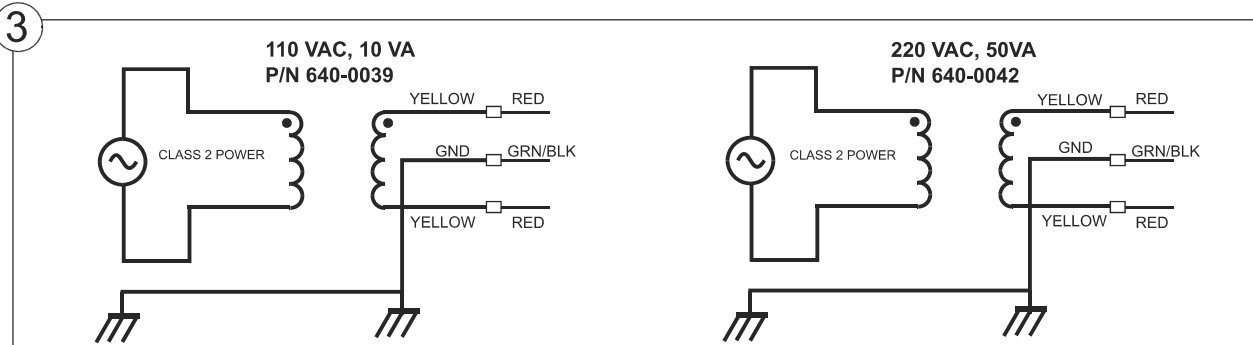 3
110 VAC, 10 VA
P/N 640-0039
YELLOW
RED
CLASS 2 POWER
GND
GRN/BLK
YELLOW
RED
220 VAC, 50VA
P/N 640-0042
YELLOW
RED
CLASS 2 POWER
GND
GRN/BLK
YELLOW
RED